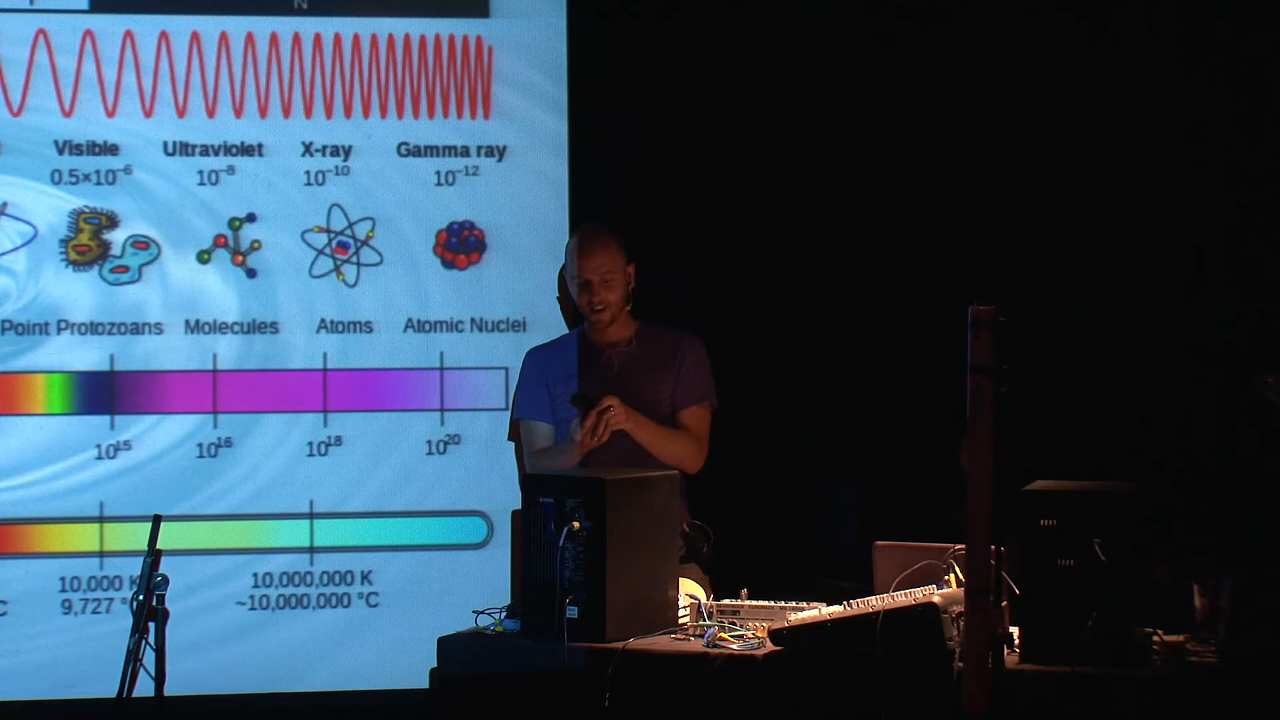 N
Visible Ultraviolet X-ray Gamma ray
0.5×10⁻⁶ 10⁻⁸ 10⁻¹⁰ 10⁻¹²
Point Protozoans Molecules Atoms Atomic Nuclei
10¹⁵ 10¹⁶ 10¹⁸ 10²⁰
10,000 K 10,000,000 K
9,727 ° ~10,000,000 °C